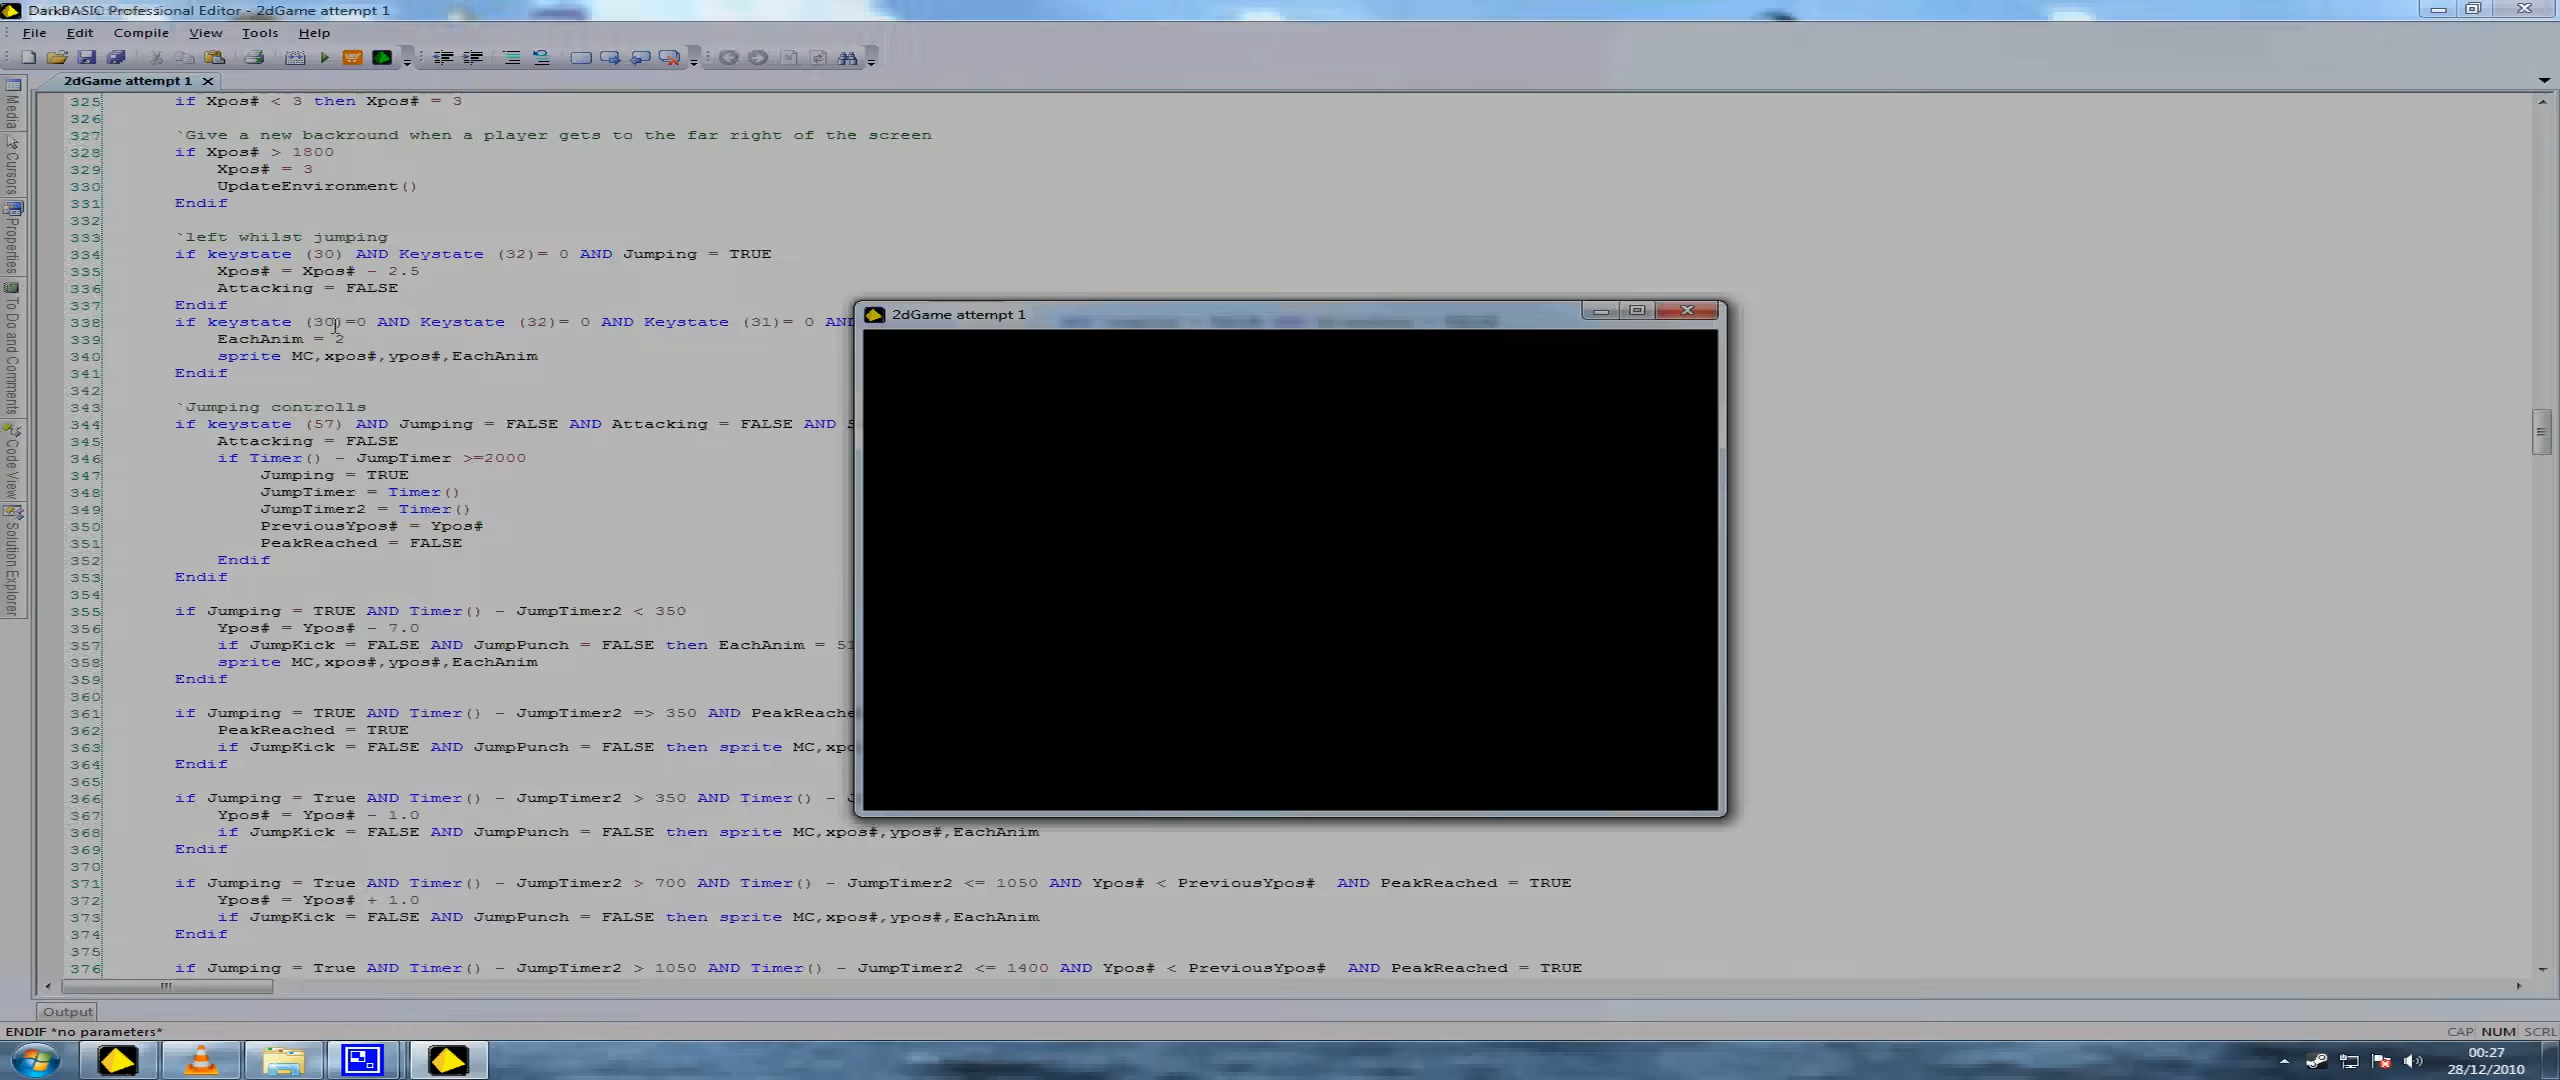 DarkBASIC Professional Editor - 2dGame attempt 1
File Edit Compile View Tools Help
2dGame attempt 1
Media
Cursors
Properties
To Do and Comments
Code View
Solution Explorer
325 if Xpos# < 3 then Xpos# = 3
326
327 `Give a new backround when a player gets to the far right of the screen
328 if Xpos# > 1800
329 Xpos# = 3
330 UpdateEnvironment()
331 Endif
332
333 `left whilst jumping
334 if keystate (30) AND Keystate (32)= 0 AND Jumping = TRUE
335 Xpos# = Xpos# - 2.5
336 Attacking = FALSE
337 Endif
338 if keystate (30)=0 AND Keystate (32)= 0 AND Keystate (31)= 0 AND
339 EachAnim = 2
340 sprite MC,xpos#,ypos#,EachAnim
341 Endif
342
343 `Jumping controlls
344 if keystate (57) AND Jumping = FALSE AND Attacking = FALSE AND
345 Attacking = FALSE
346 if Timer() - JumpTimer >=2000
347 Jumping = TRUE
348 JumpTimer = Timer()
349 JumpTimer2 = Timer()
350 PreviousYpos# = Ypos#
351 PeakReached = FALSE
352 Endif
353 Endif
354
355 if Jumping = TRUE AND Timer() - JumpTimer2 < 350
356 Ypos# = Ypos# - 7.0
357 if JumpKick = FALSE AND JumpPunch = FALSE then EachAnim =
358 sprite MC,xpos#,ypos#,EachAnim
359 Endif
360
361 if Jumping = TRUE AND Timer() - JumpTimer2 => 350 AND PeakReache
362 PeakReached = TRUE
363 if JumpKick = FALSE AND JumpPunch = FALSE then sprite MC,xpo
364 Endif
365
366 if Jumping = True AND Timer() - JumpTimer2 > 350 AND Timer() -
367 Ypos# = Ypos# - 1.0
368 if JumpKick = FALSE AND JumpPunch = FALSE then sprite MC,xpos#,ypos#,EachAnim
369 Endif
370
371 if Jumping = True AND Timer() - JumpTimer2 > 700 AND Timer() - JumpTimer2 <= 1050 AND Ypos# < PreviousYpos# AND PeakReached = TRUE
372 Ypos# = Ypos# + 1.0
373 if JumpKick = FALSE AND JumpPunch = FALSE then sprite MC,xpos#,ypos#,EachAnim
374 Endif
375
376 if Jumping = True AND Timer() - JumpTimer2 > 1050 AND Timer() - JumpTimer2 <= 1400 AND Ypos# < PreviousYpos# AND PeakReached = TRUE
2dGame attempt 1
Output
ENDIF *no parameters*
CAP NUM SCRL
00:27
28/12/2010